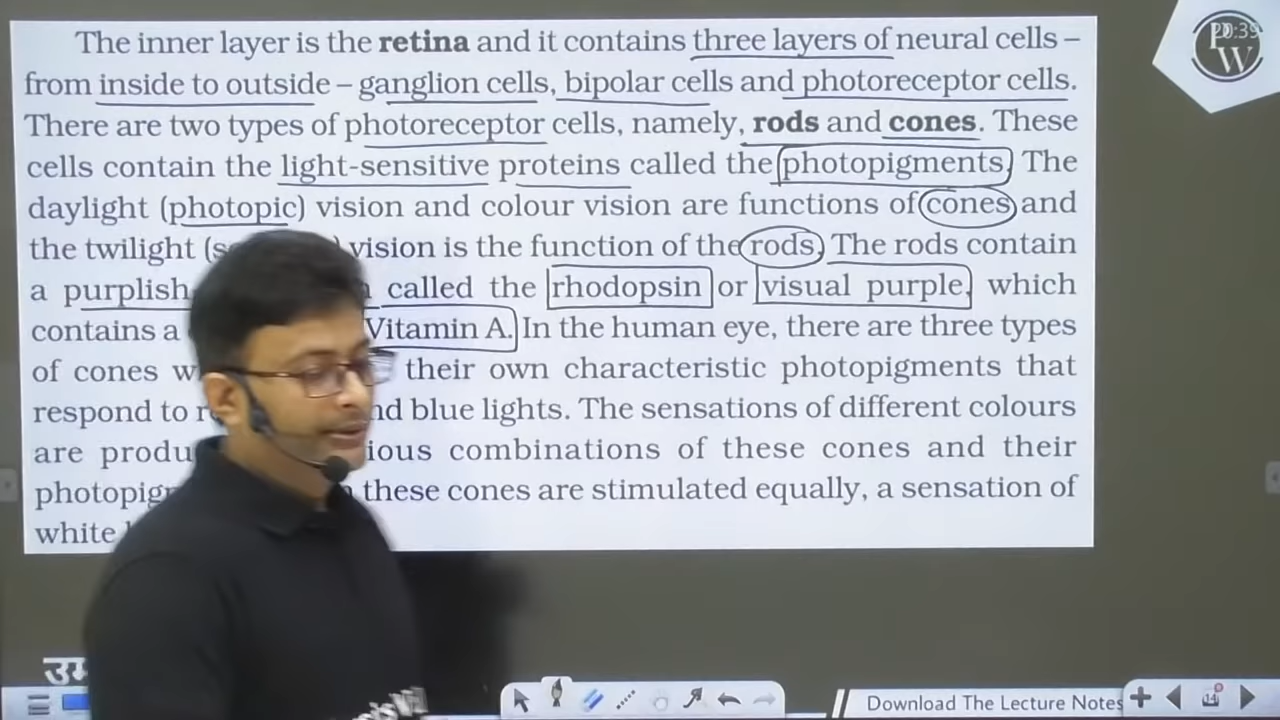 The inner layer is the retina and it contains three layers of neural cells –
from inside to outside – ganglion cells, bipolar cells and photoreceptor cells.
There are two types of photoreceptor cells, namely, rods and cones. These
cells contain the light-sensitive proteins called the photopigments. The
daylight (photopic) vision and colour vision are functions of cones and
the twilight vision is the function of the rods. The rods contain
a purplish called the rhodopsin or visual purple, which
contains a Vitamin A. In the human eye, there are three types
of cones their own characteristic photopigments that
respond to and blue lights. The sensations of different colours
are combinations of these cones and their
these cones are stimulated equally, a sensation of
white
PW
20:39
14
Download The Lecture Notes